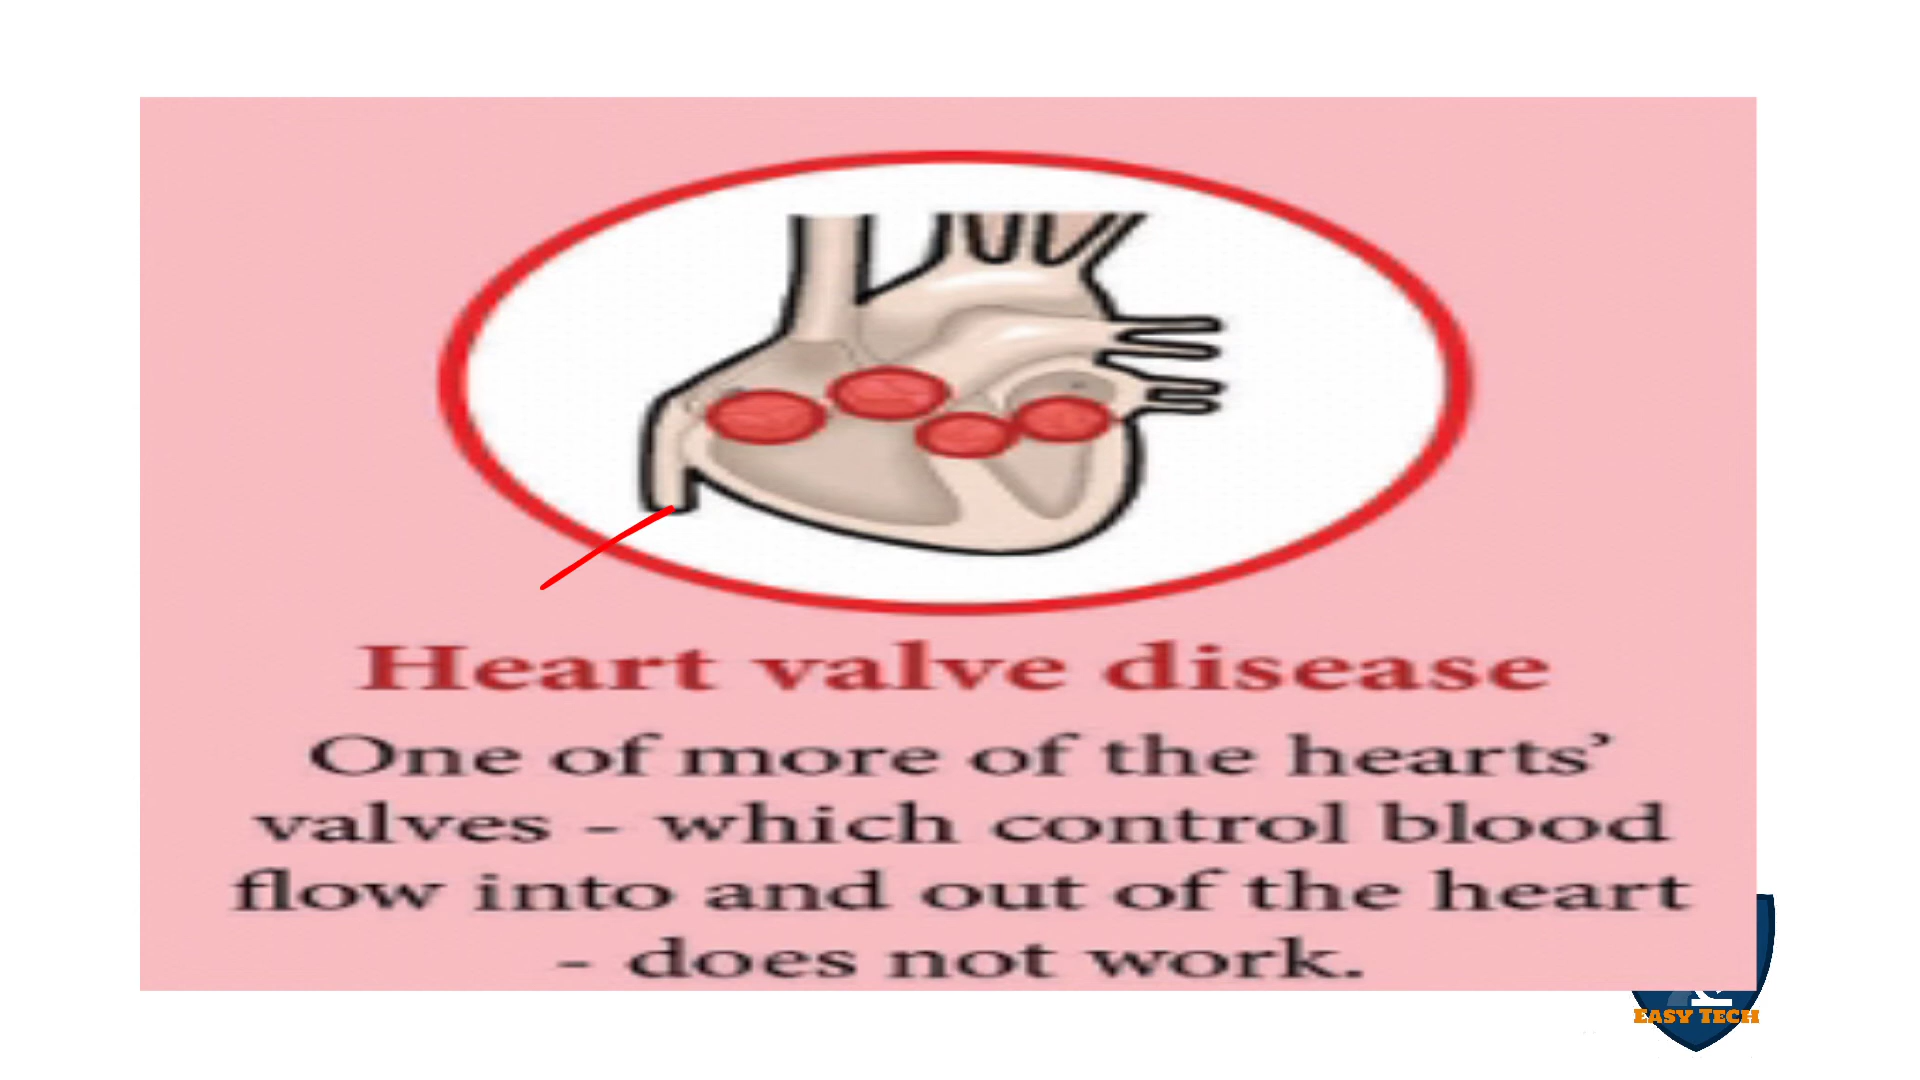 Heart valve disease
One of more of the hearts’
valves - which control blood
flow into and out of the heart
- does not work.
EASY TECH